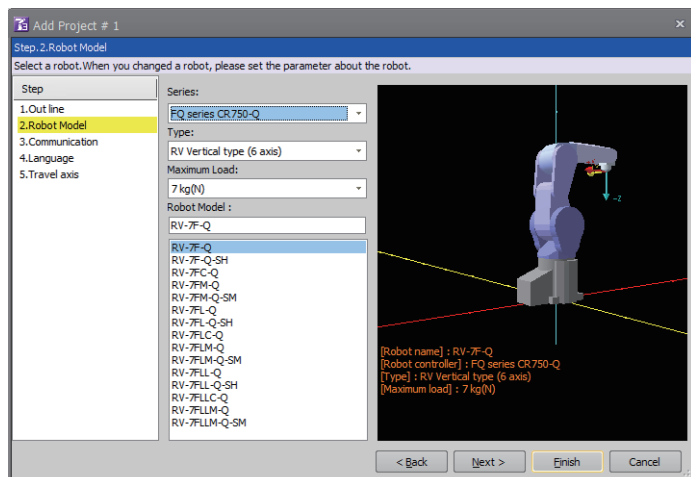 Add Project # 1
Step.2.Robot Model
Select a robot.When you changed a robot, please set the parameter about the robot.
Step
1.Out line
2.Robot Model
3.Communication
4.Language
5.Travel axis
Series:
FQ series CR750-Q
Type:
RV Vertical type (6 axis)
Maximum Load:
7 kg(N)
Robot Model :
RV-7F-Q
RV-7F-Q
RV-7F-Q-SH
RV-7FC-Q
RV-7FM-Q
RV-7FM-Q-SM
RV-7FL-Q
RV-7FL-Q-SH
RV-7FLC-Q
RV-7FLM-Q
RV-7FLM-Q-SM
RV-7FLL-Q
RV-7FLL-Q-SH
RV-7FLLC-Q
RV-7FLLM-Q
RV-7FLLM-Q-SM
-Z
[Robot name] : RV-7F-Q
[Robot controller] : FQ series CR750-Q
[Type] : RV Vertical type (6 axis)
[Maximum load] : 7 kg(N)
< Back
Next >
Finish
Cancel